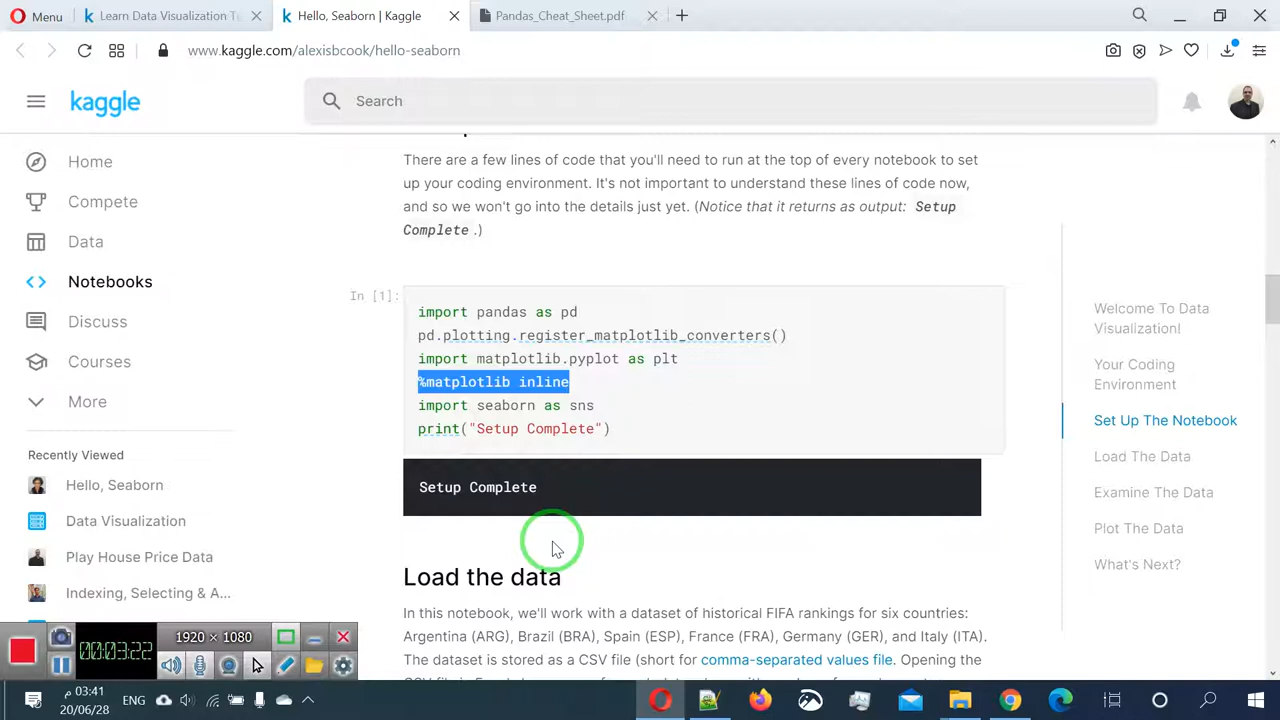 Menu
Learn Data Visualization T
Hello, Seaborn | Kaggle
Pandas_Cheat_Sheet.pdf
www.kaggle.com/alexisbcook/hello-seaborn
kaggle
Search
Home
Compete
Data
Notebooks
Discuss
Courses
More
Recently Viewed
Hello, Seaborn
Data Visualization
Play House Price Data
Indexing, Selecting & A...
There are a few lines of code that you'll need to run at the top of every notebook to set
up your coding environment. It's not important to understand these lines of code now,
and so we won't go into the details just yet. (Notice that it returns as output: Setup
Complete .)
In [1]:
import pandas as pd
pd.plotting.register_matplotlib_converters()
import matplotlib.pyplot as plt
%matplotlib inline
import seaborn as sns
print("Setup Complete")
Setup Complete
Load the data
In this notebook, we'll work with a dataset of historical FIFA rankings for six countries:
Argentina (ARG), Brazil (BRA), Spain (ESP), France (FRA), Germany (GER), and Italy (ITA).
The dataset is stored as a CSV file (short for comma-separated values file. Opening the
Welcome To Data
Visualization!
Your Coding
Environment
Set Up The Notebook
Load The Data
Examine The Data
Plot The Data
What's Next?
00:03:22
1920 × 1080
03:41 م
20/06/28
ENG